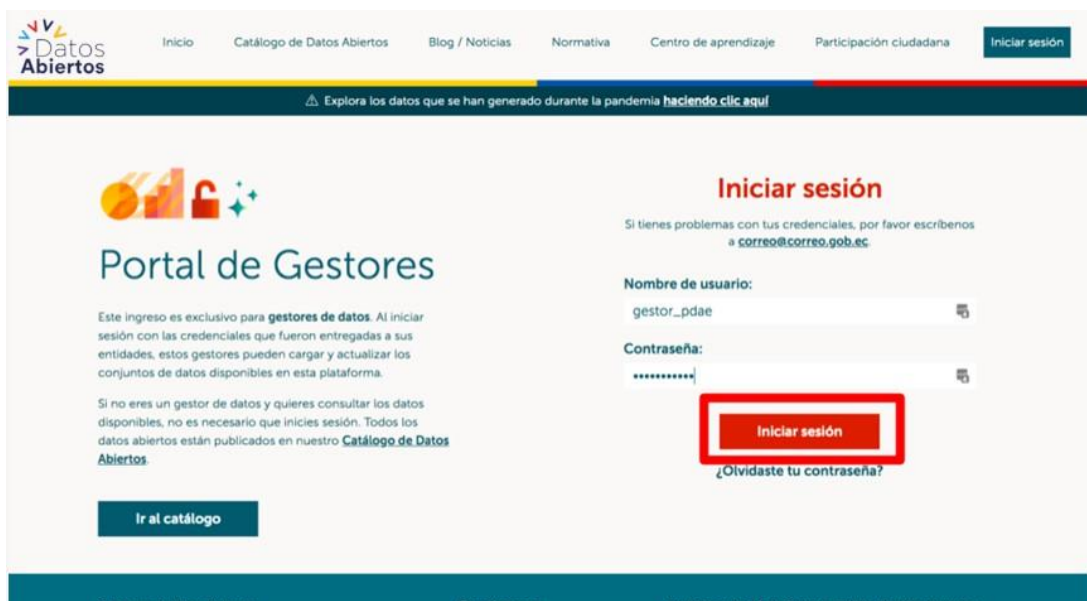 Datos
Abiertos
Inicio
Catálogo de Datos Abiertos
Blog / Noticias
Normativa
Centro de aprendizaje
Participación ciudadana
Iniciar sesión
Explora los datos que se han generado durante la pandemia haciendo clic aquí
Portal de Gestores
Este ingreso es exclusivo para gestores de datos. Al iniciar
sesión con las credenciales que fueron entregadas a sus
entidades, estos gestores pueden cargar y actualizar los
conjuntos de datos disponibles en esta plataforma.
Si no eres un gestor de datos y quieres consultar los datos
disponibles, no es necesario que inicies sesión. Todos los
datos abiertos están publicados en nuestro Catálogo de Datos
Abiertos.
Ir al catálogo
Iniciar sesión
Si tienes problemas con tus credenciales, por favor escríbenos
a correo@correo.gob.ec.
Nombre de usuario:
gestor_pdae
Contraseña:
•••••••••••
Iniciar sesión
¿Olvidaste tu contraseña?